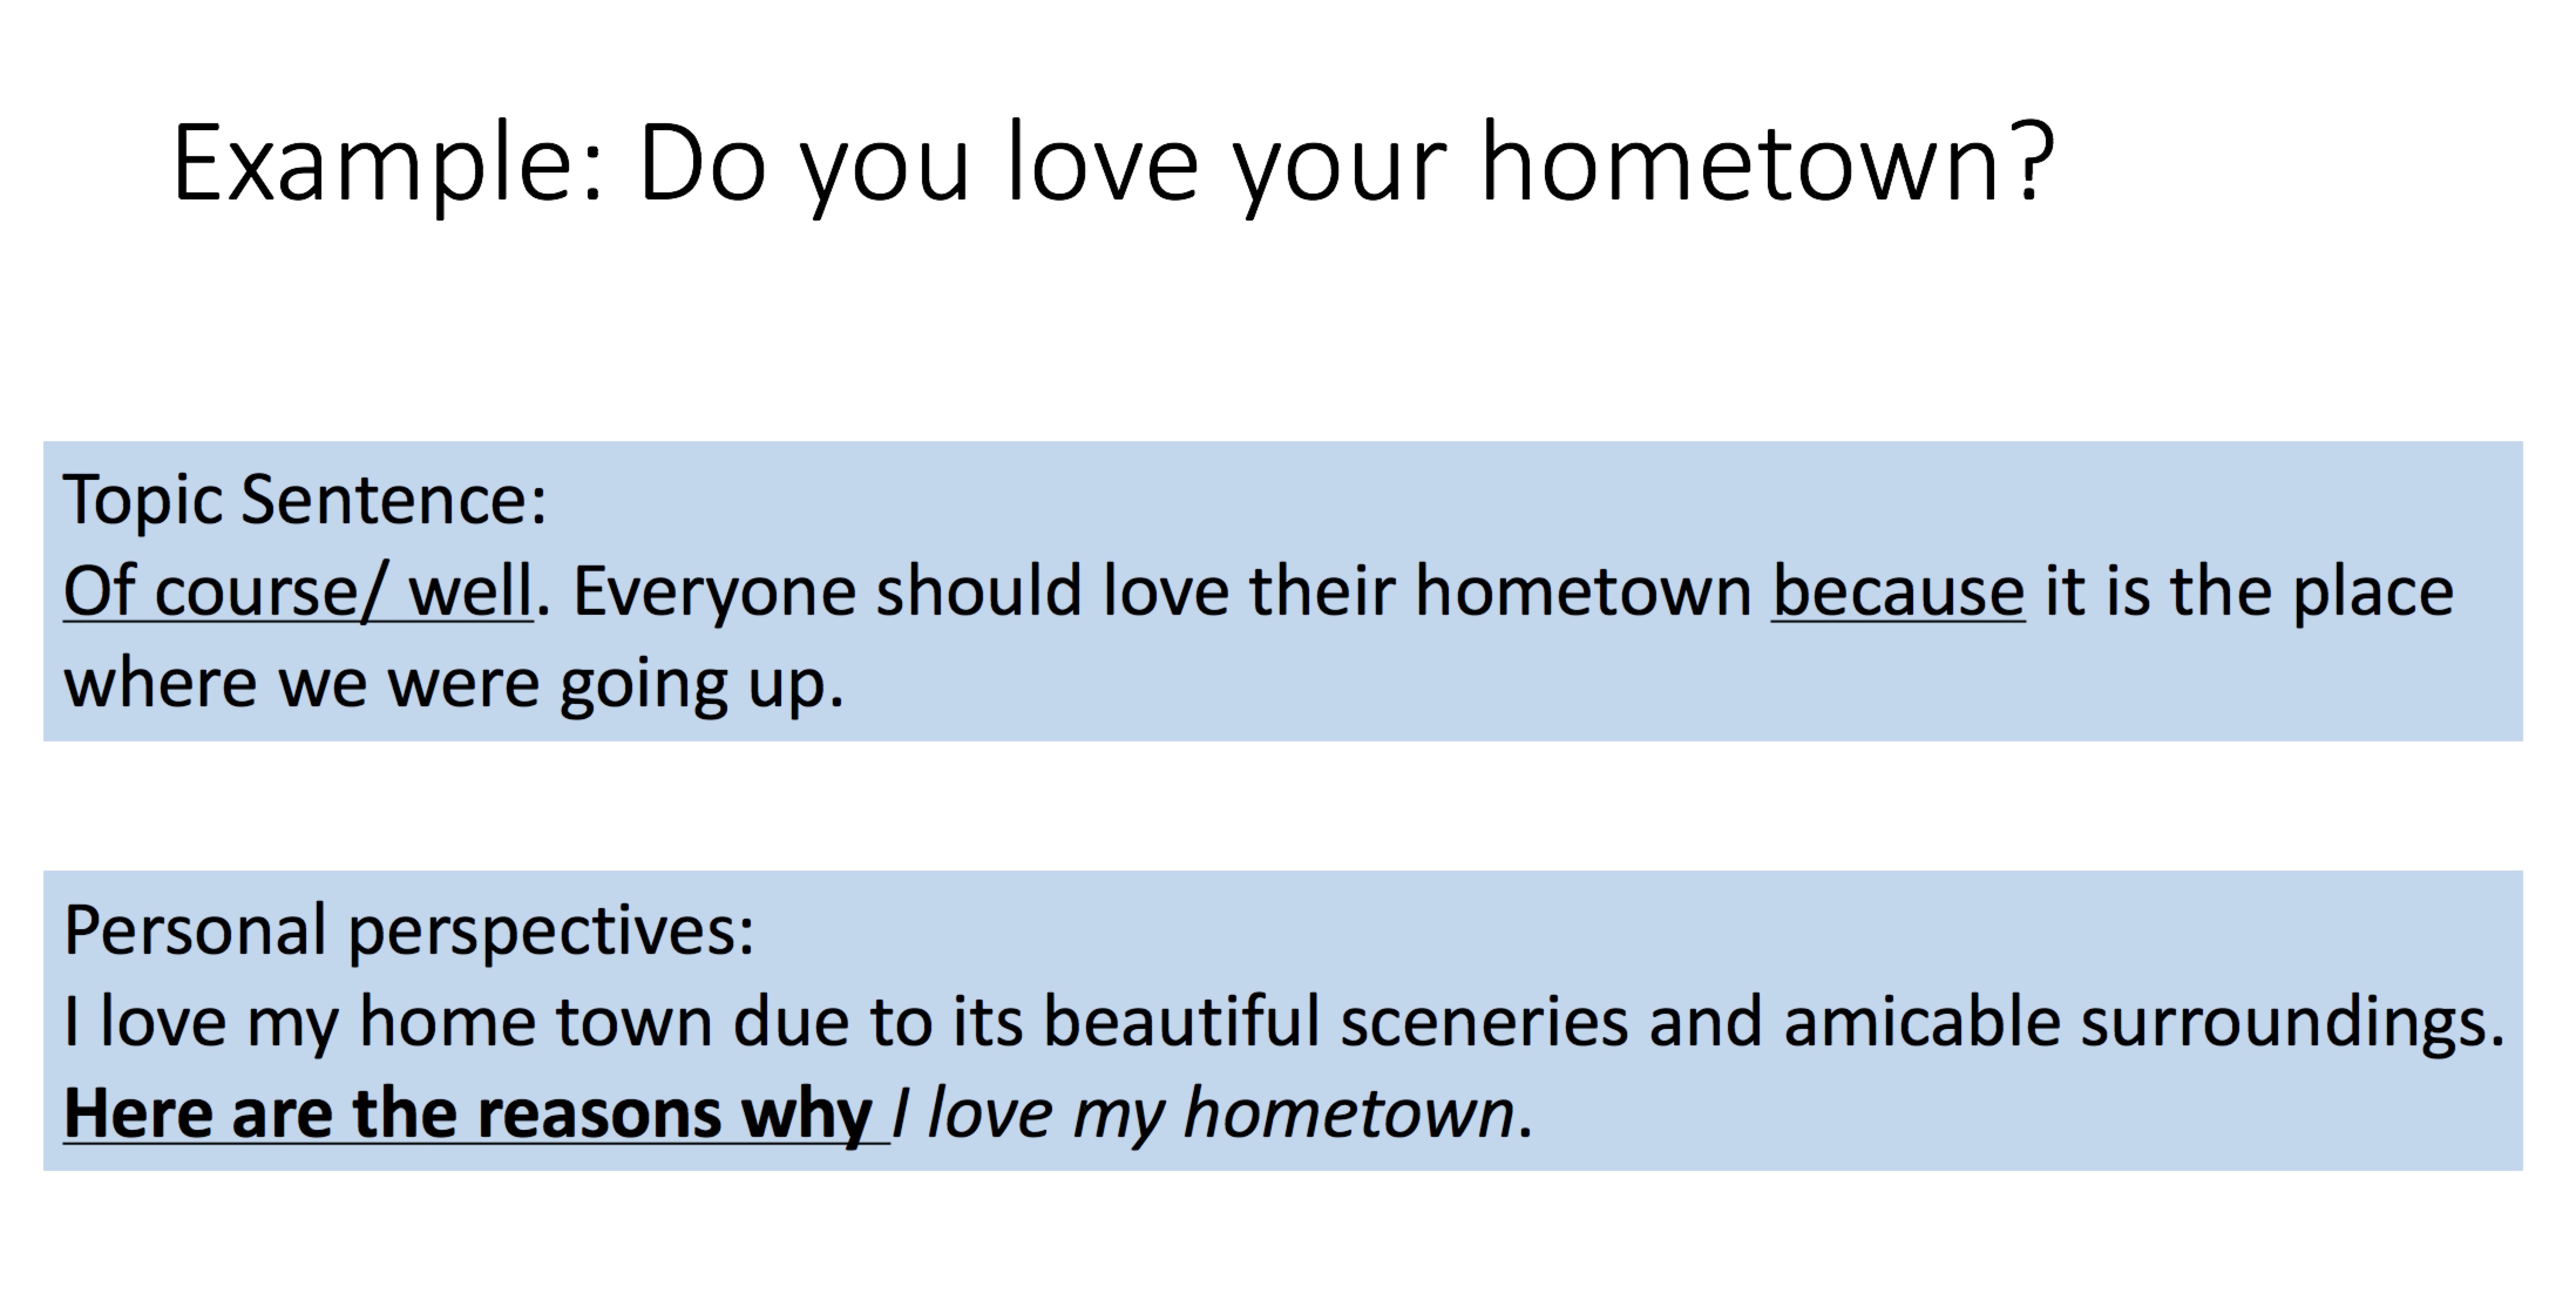 Example: Do you love your hometown?
Topic Sentence:
Of course/ well. Everyone should love their hometown because it is the place
where we were going up.
Personal perspectives:
I love my home town due to its beautiful sceneries and amicable surroundings.
Here are the reasons why I love my hometown.